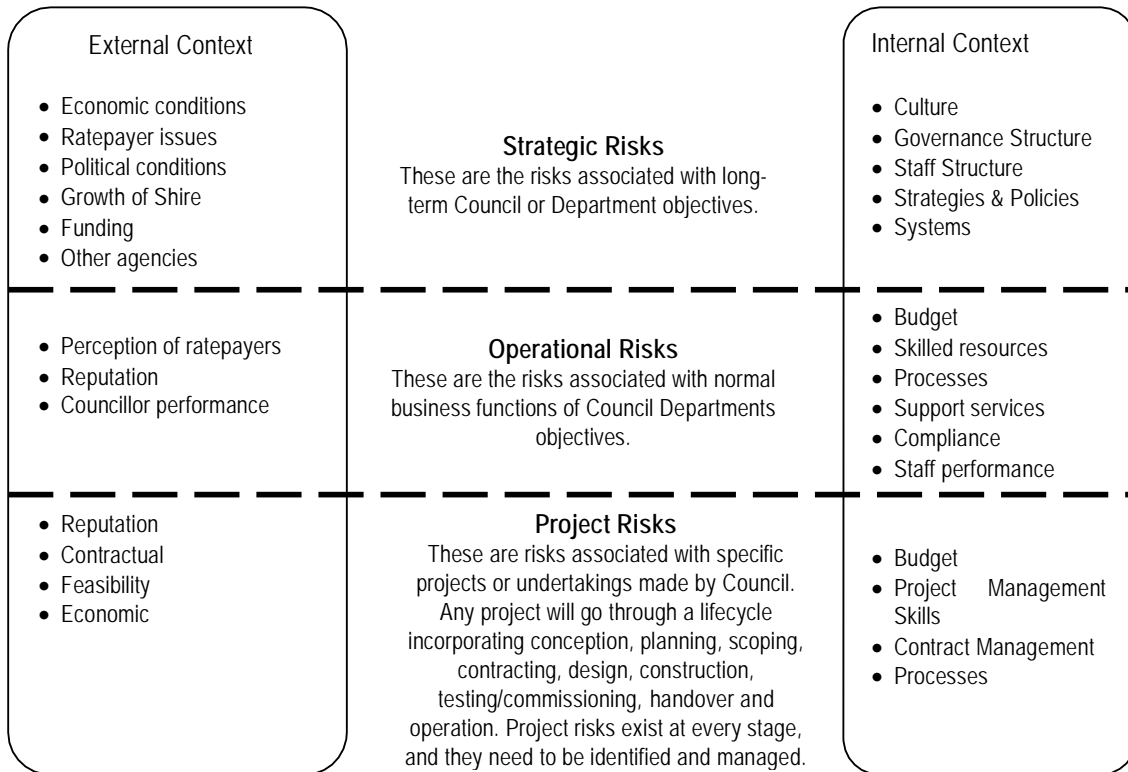 External Context
• Economic conditions
• Ratepayer issues
• Political conditions
• Growth of Shire
• Funding
• Other agencies
Strategic Risks
These are the risks associated with long-
term Council or Department objectives.
Internal Context
• Culture
• Governance Structure
• Staff Structure
• Strategies & Policies
• Systems
• Perception of ratepayers
• Reputation
• Councillor performance
Operational Risks
These are the risks associated with normal
business functions of Council Departments
objectives.
• Budget
• Skilled resources
• Processes
• Support services
• Compliance
• Staff performance
• Reputation
• Contractual
• Feasibility
• Economic
Project Risks
These are risks associated with specific
projects or undertakings made by Council.
Any project will go through a lifecycle
incorporating conception, planning, scoping,
contracting, design, construction,
testing/commissioning, handover and
operation. Project risks exist at every stage,
and they need to be identified and managed.
• Budget
• Project Management
Skills
• Contract Management
• Processes